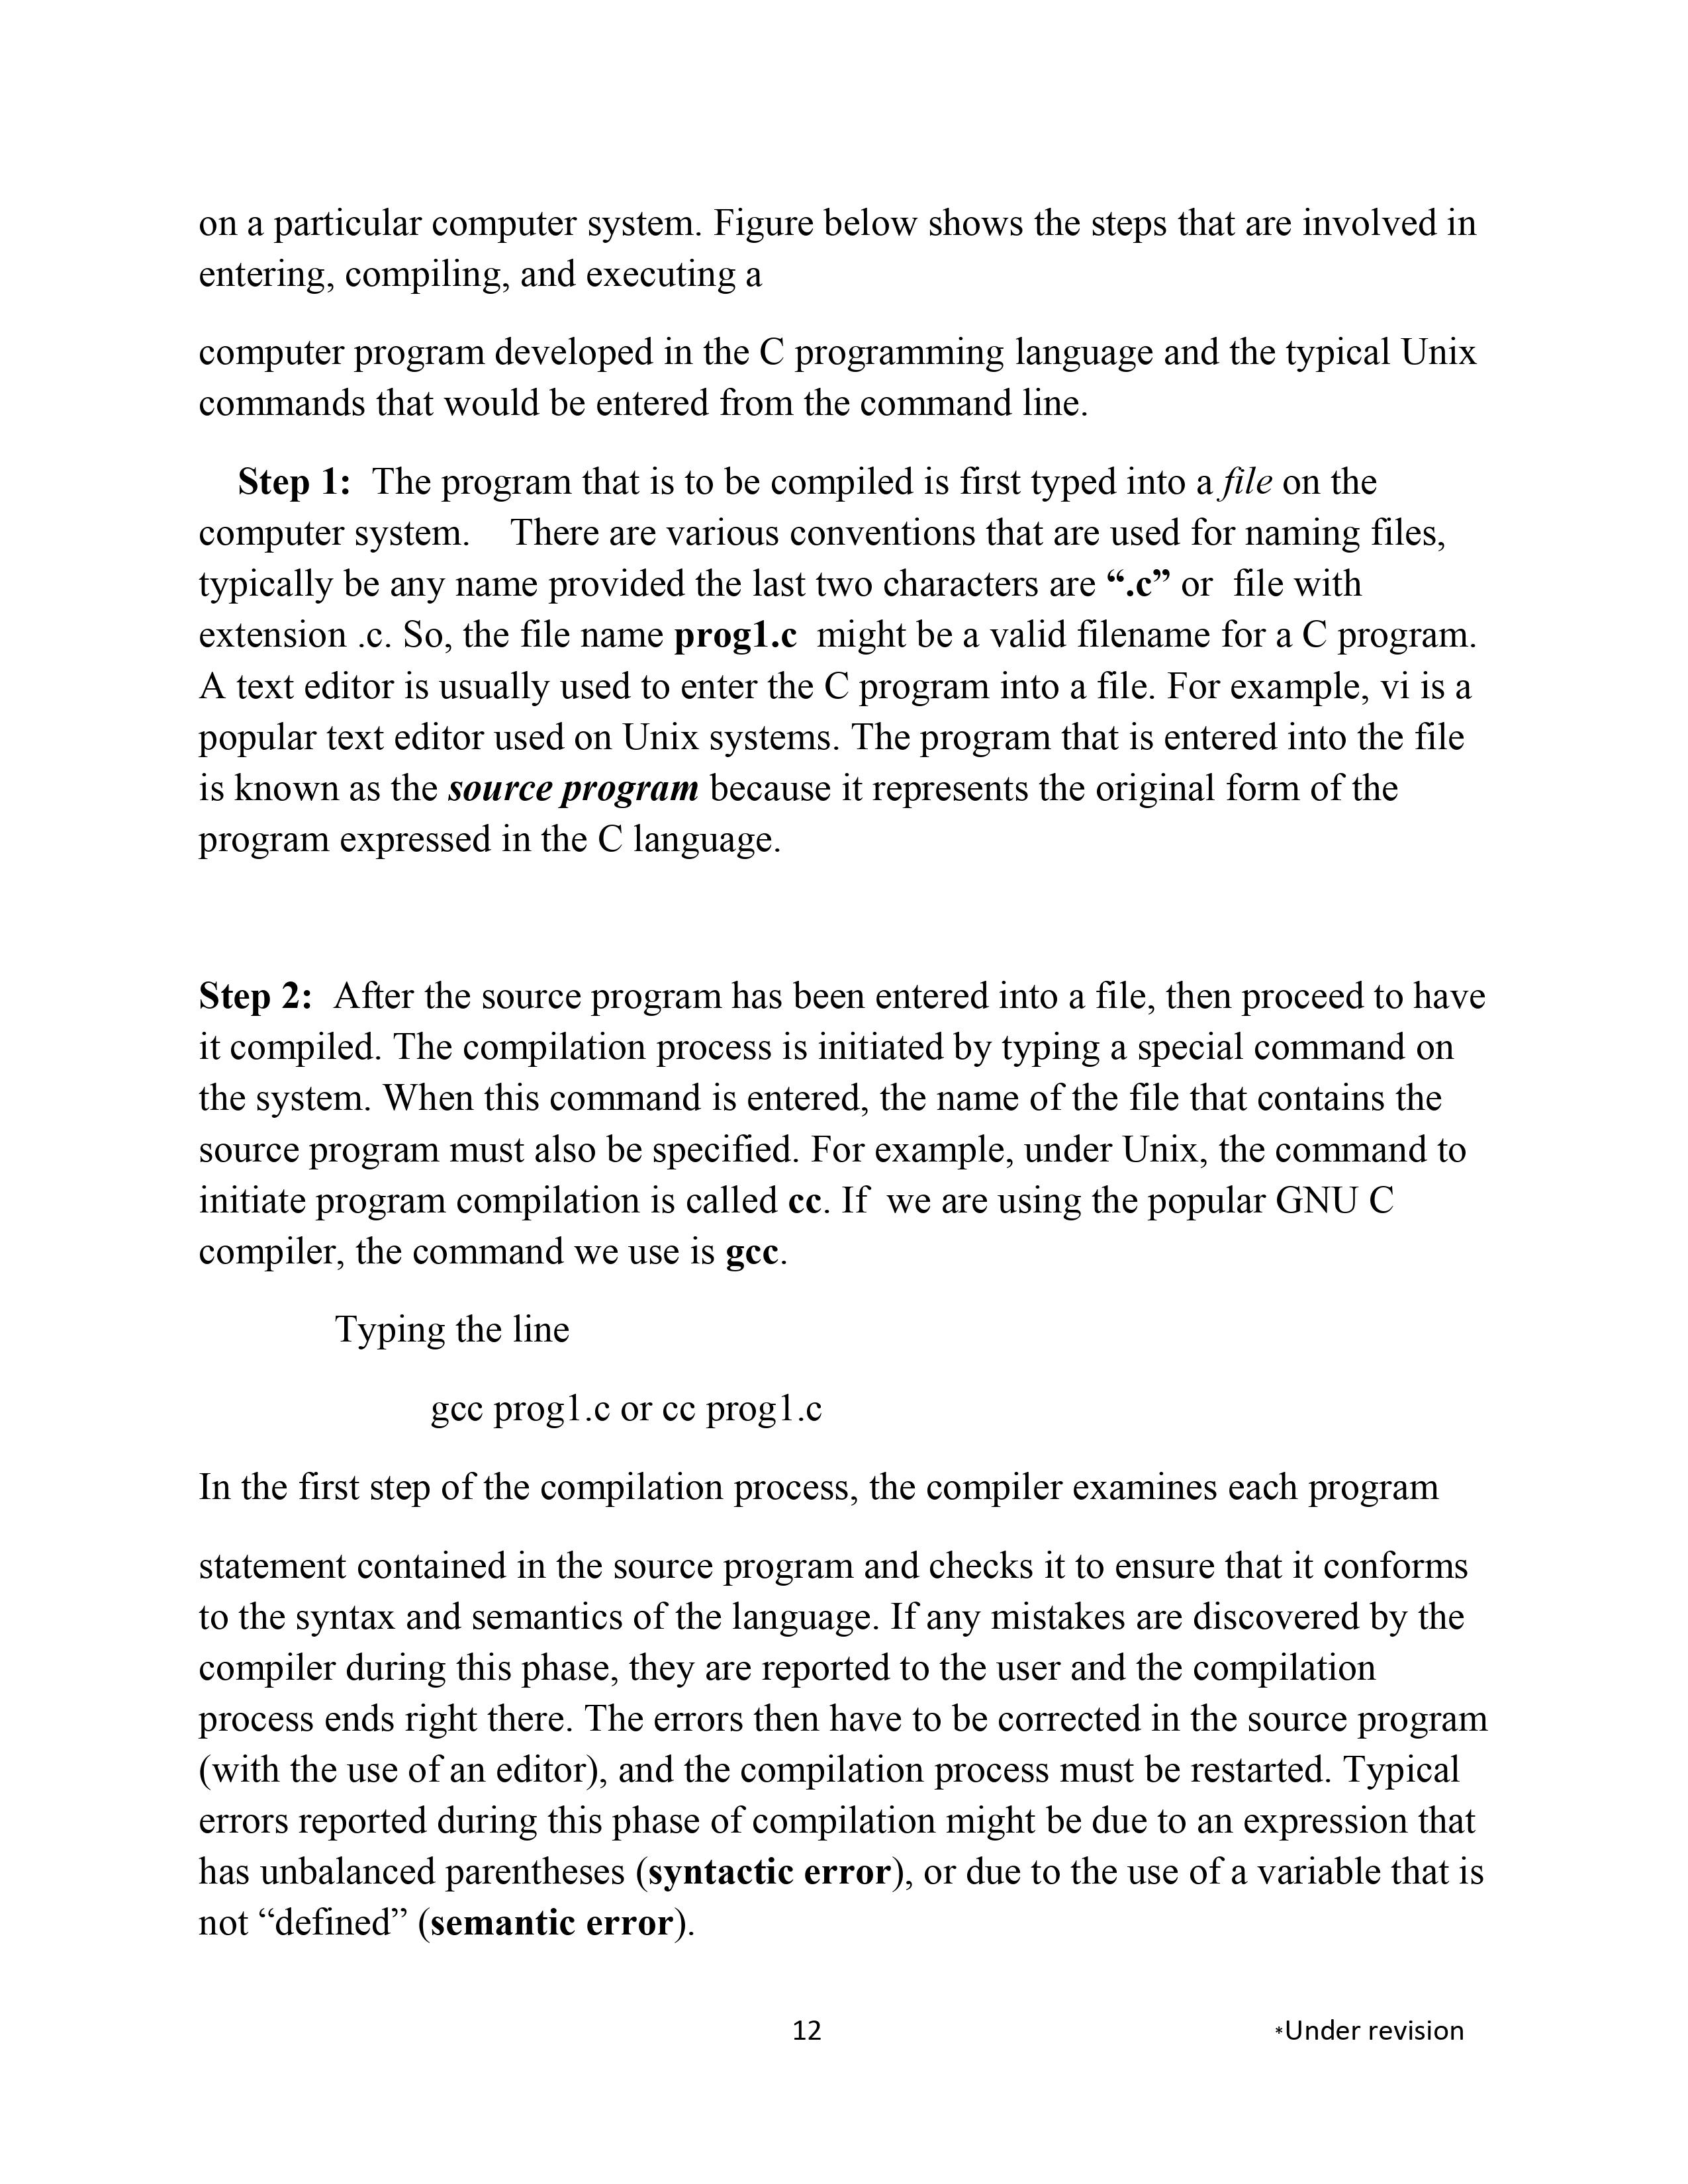 on a particular computer system. Figure below shows the steps that are involved in
entering, compiling, and executing a
computer program developed in the C programming language and the typical Unix
commands that would be entered from the command line.
Step 1:  The program that is to be compiled is first typed into a file on the
computer system.    There are various conventions that are used for naming files,
typically be any name provided the last two characters are “.c” or  file with
extension .c. So, the file name prog1.c  might be a valid filename for a C program.
A text editor is usually used to enter the C program into a file. For example, vi is a
popular text editor used on Unix systems. The program that is entered into the file
is known as the source program because it represents the original form of the
program expressed in the C language.
Step 2:  After the source program has been entered into a file, then proceed to have
it compiled. The compilation process is initiated by typing a special command on
the system. When this command is entered, the name of the file that contains the
source program must also be specified. For example, under Unix, the command to
initiate program compilation is called cc. If  we are using the popular GNU C
compiler, the command we use is gcc.
Typing the line
gcc prog1.c or cc prog1.c
In the first step of the compilation process, the compiler examines each program
statement contained in the source program and checks it to ensure that it conforms
to the syntax and semantics of the language. If any mistakes are discovered by the
compiler during this phase, they are reported to the user and the compilation
process ends right there. The errors then have to be corrected in the source program
(with the use of an editor), and the compilation process must be restarted. Typical
errors reported during this phase of compilation might be due to an expression that
has unbalanced parentheses (syntactic error), or due to the use of a variable that is
not “defined” (semantic error).
12 *Under revision